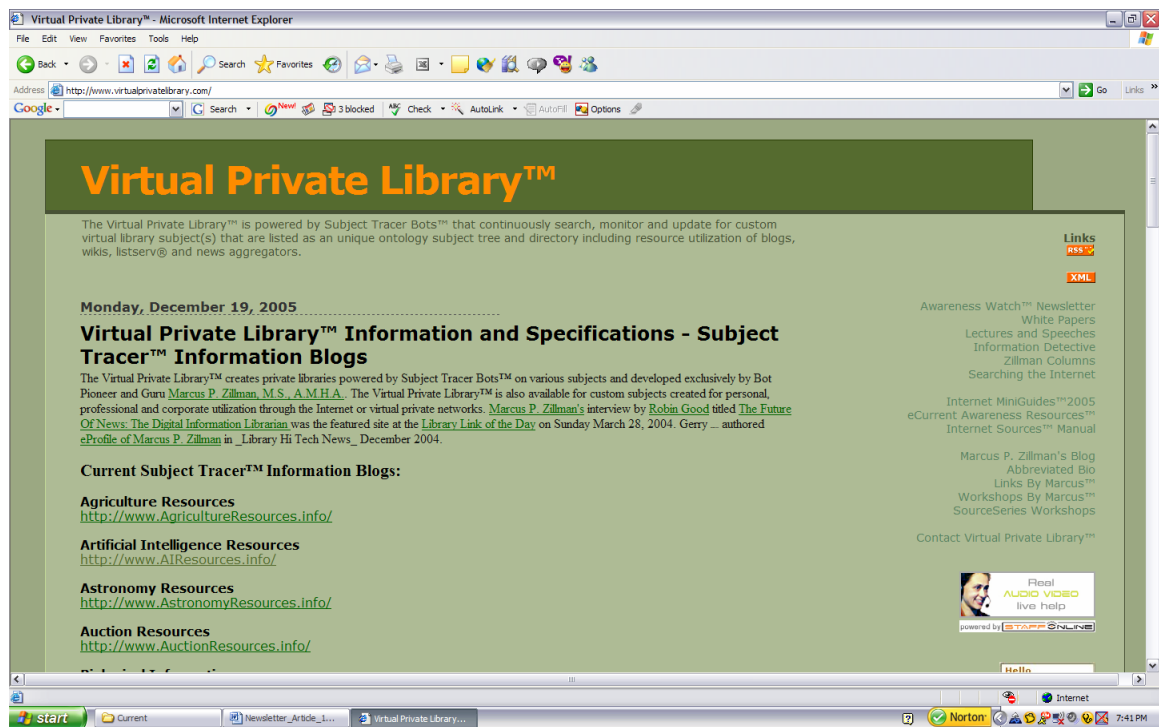 Virtual Private Library™ - Microsoft Internet Explorer
File Edit View Favorites Tools Help
Back Search Favorites
Address http://www.virtualprivatelibrary.com/ Go Links »
Google Search New! 3 blocked Check AutoLink AutoFill Options
Virtual Private Library™
The Virtual Private Library™ is powered by Subject Tracer Bots™ that continuously search, monitor and update for custom
virtual library subject(s) that are listed as an unique ontology subject tree and directory including resource utilization of blogs,
wikis, listserv® and news aggregators.
Monday, December 19, 2005
Virtual Private Library™ Information and Specifications - Subject
Tracer™ Information Blogs
The Virtual Private Library™ creates private libraries powered by Subject Tracer Bots™ on various subjects and developed exclusively by Bot
Pioneer and Guru Marcus P. Zillman, M.S., A.M.H.A.. The Virtual Private Library™ is also available for custom subjects created for personal,
professional and corporate utilization through the Internet or virtual private networks. Marcus P. Zillman's interview by Robin Good titled The Future
Of News: The Digital Information Librarian was the featured site at the Library Link of the Day on Sunday March 28, 2004. Gerry ... authored
eProfile of Marcus P. Zillman in _Library Hi Tech News_ December 2004.
Current Subject Tracer™ Information Blogs:
Agriculture Resources
http://www.AgricultureResources.info/
Artificial Intelligence Resources
http://www.AIResources.info/
Astronomy Resources
http://www.AstronomyResources.info/
Auction Resources
http://www.AuctionResources.info/
Links
RSS
XML
Awareness Watch™ Newsletter
White Papers
Lectures and Speeches
Information Detective
Zillman Columns
Searching the Internet
Internet MiniGuides™2005
eCurrent Awareness Resources™
Internet Sources™ Manual
Marcus P. Zillman's Blog
Abbreviated Bio
Links By Marcus™
Workshops By Marcus™
SourceSeries Workshops
Contact Virtual Private Library™
Real
AUDIO VIDEO
live help
powered by STAFF ONLINE
Hello
Internet
start Current Newsletter_Article_1... Virtual Private Library... Norton 7:41 PM